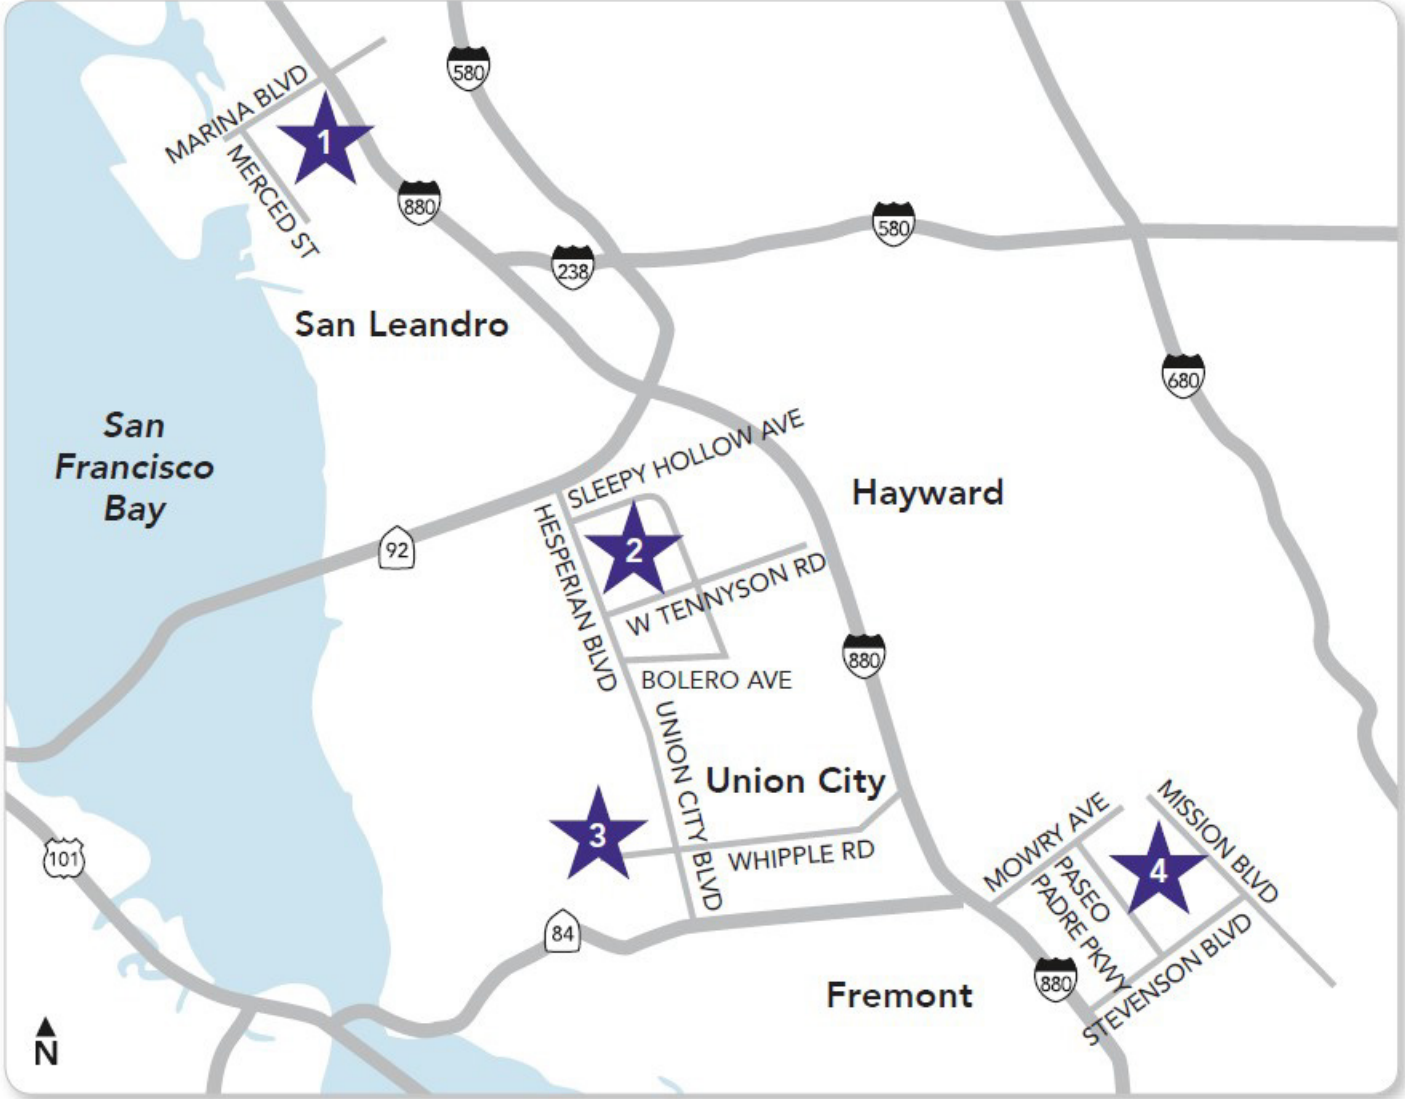 580
MARINA BLVD
1
MERCED ST
880
580
238
San Leandro
680
San
Francisco
Bay
SLEEPY HOLLOW AVE
Hayward
HESPERIAN BLVD
2
92
W TENNYSON RD
880
BOLERO AVE
UNION CITY BLVD
Union City
3
WHIPPLE RD
101
MOWRY AVE
MISSION BLVD
4
PASEO
PADRE PKWY
84
STEVENSON BLVD
880
Fremont
N